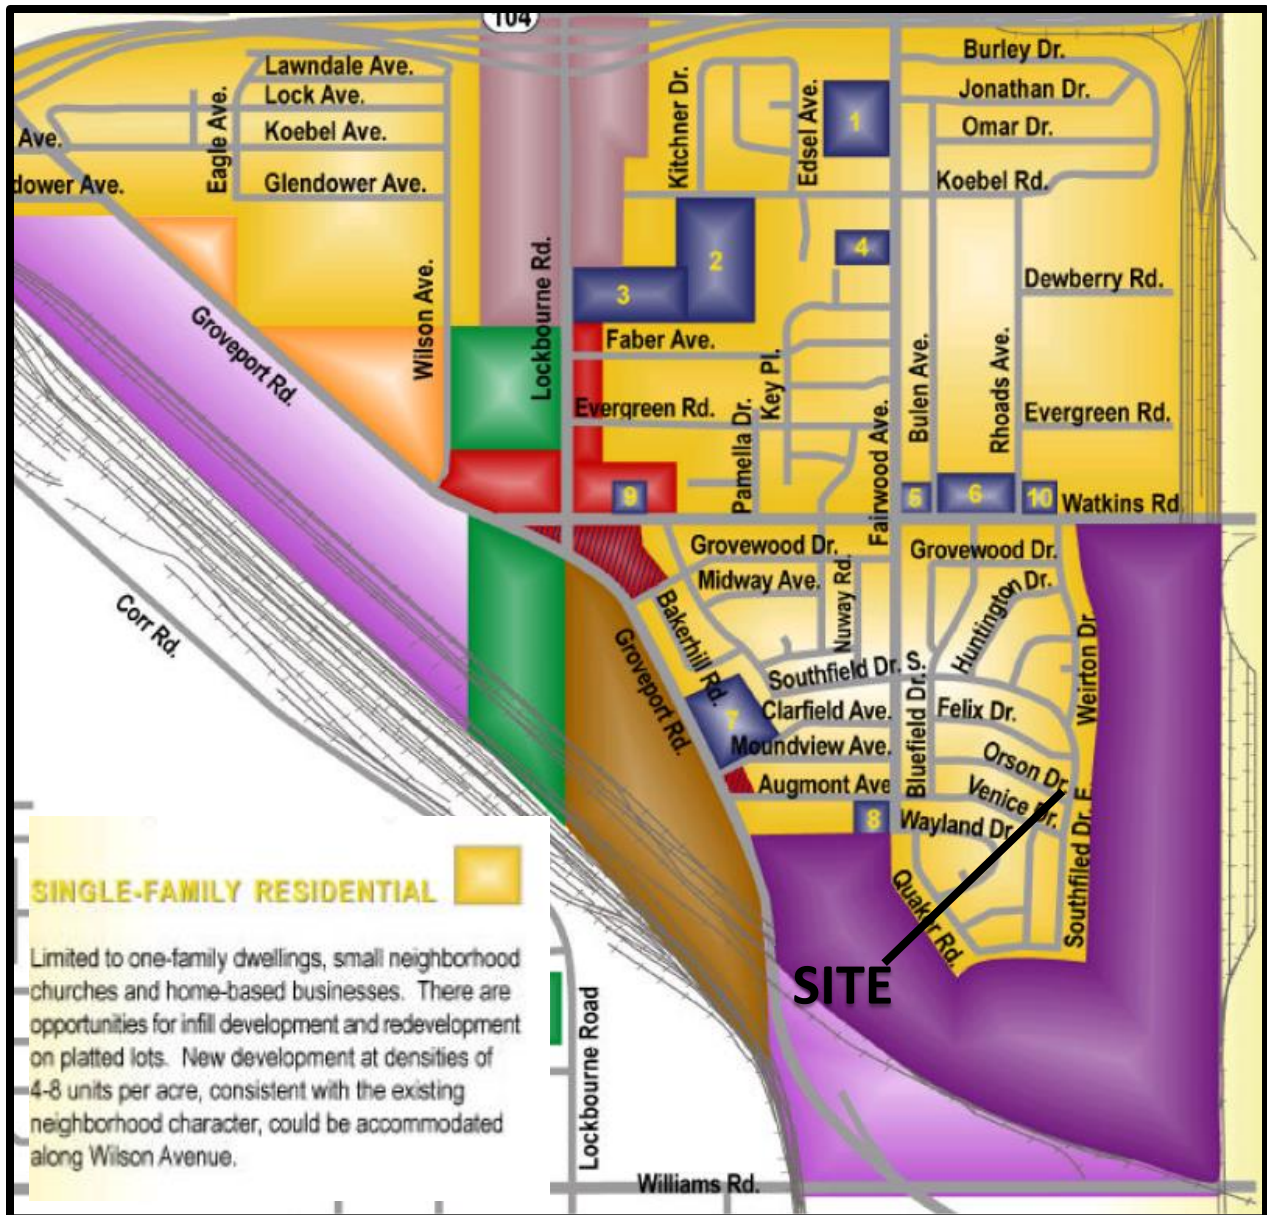 104
Lawndale Ave.
Lock Ave.
Koebel Ave.
Ave.
Eagle Ave.
dower Ave.
Glendower Ave.
Kitchner Dr.
Edsel Ave.
1
Burley Dr.
Jonathan Dr.
Omar Dr.
Koebel Rd.
2
4
3
Dewberry Rd.
Groveport Rd.
Wilson Ave.
Lockbourne Rd.
Faber Ave.
Key Pl.
Evergreen Rd.
Pamella Dr.
Fairwood Ave.
Bulen Ave.
Rhoads Ave.
Evergreen Rd.
9
5
6
10
Watkins Rd
Grovewood Dr.
Grovewood Dr.
Midway Ave.
Nuway Rd.
Huntington Dr.
Corr Rd.
Bakerhill Rd.
Groveport Rd.
Southfield Dr. S.
Weirton Dr
7
Clarfield Ave.
Felix Dr.
Moundview Ave.
Bluefield Dr.
Orson Dr.
Augmont Ave
Venice Dr.
8
Wayland Dr
Southfiled Dr. E.
Quaker Rd.
SITE
SINGLE-FAMILY RESIDENTIAL
Limited to one-family dwellings, small neighborhood
churches and home-based businesses. There are
opportunities for infill development and redevelopment
on platted lots. New development at densities of
4-8 units per acre, consistent with the existing
neighborhood character, could be accommodated
along Wilson Avenue.
Lockbourne Road
Williams Rd.